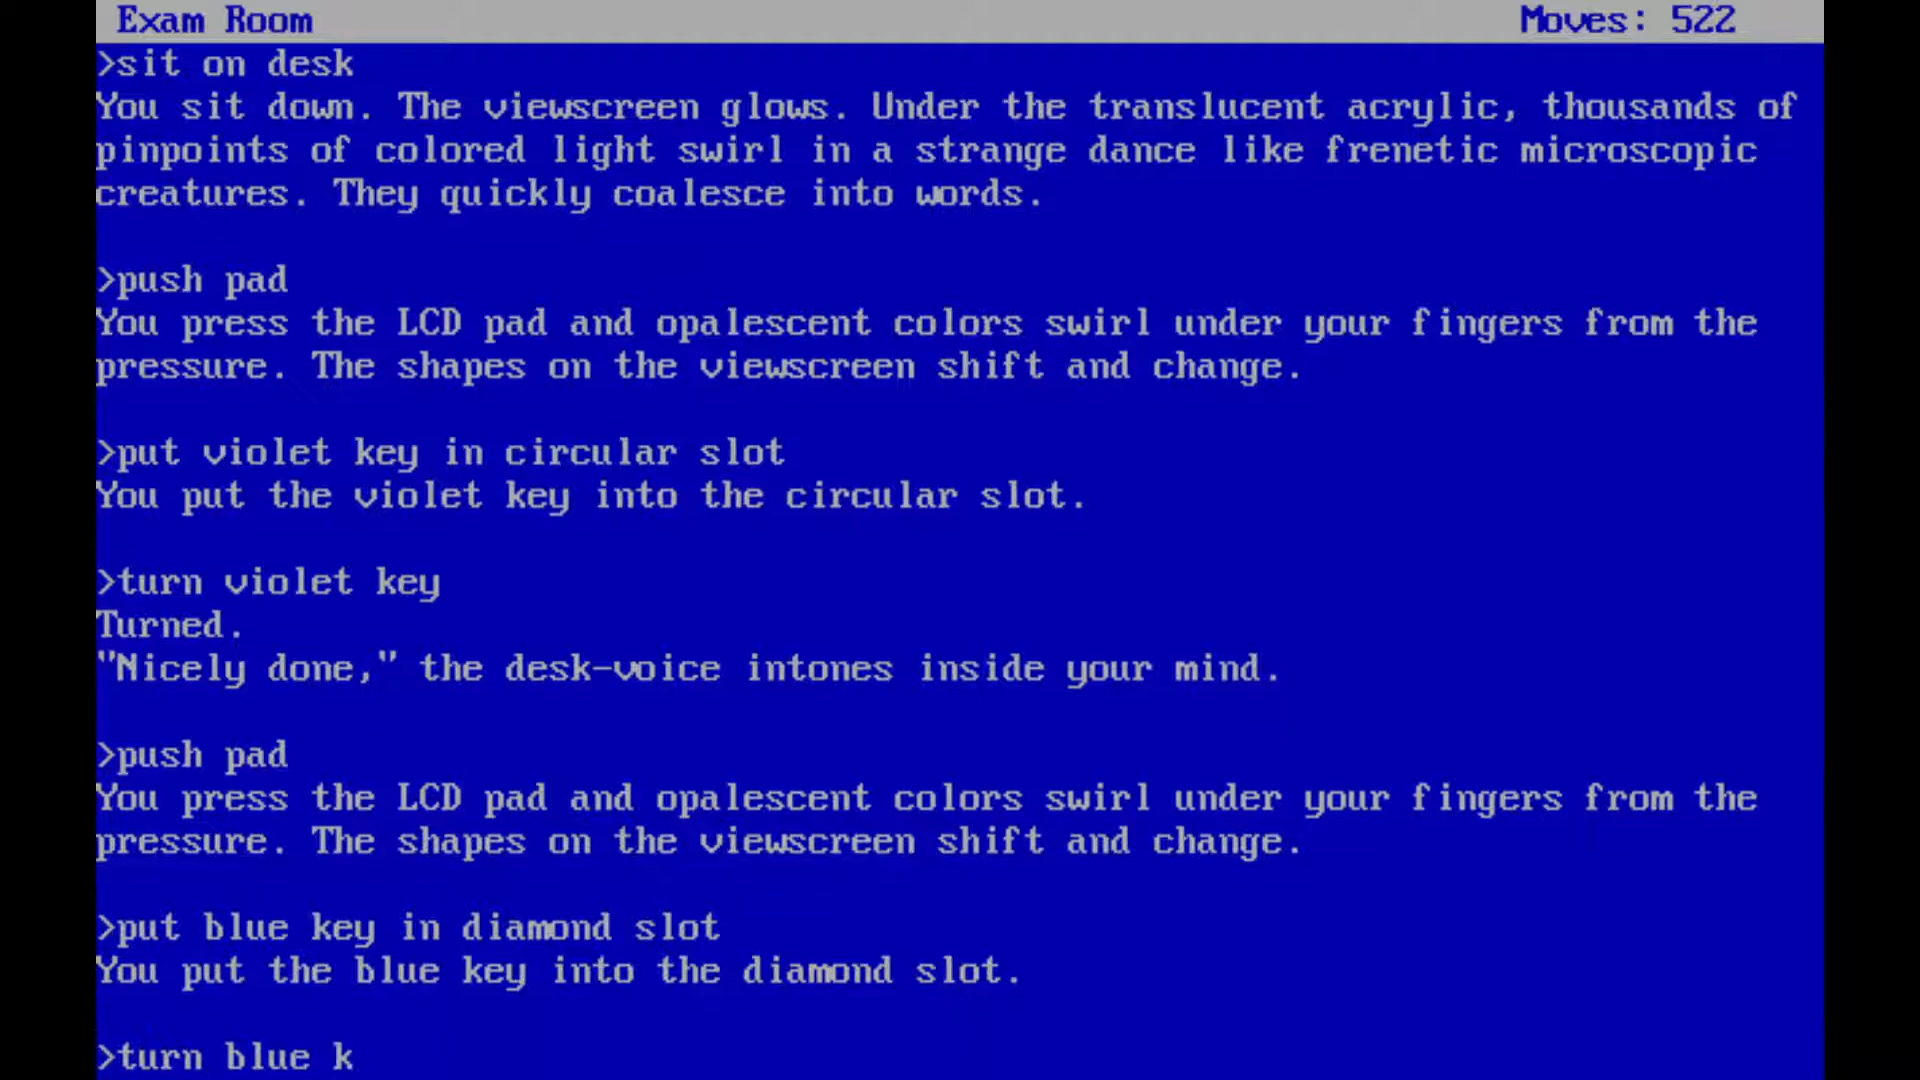 Exam Room Moves: 522
>sit on desk
You sit down. The viewscreen glows. Under the translucent acrylic, thousands of
pinpoints of colored light swirl in a strange dance like frenetic microscopic
creatures. They quickly coalesce into words.
>push pad
You press the LCD pad and opalescent colors swirl under your fingers from the
pressure. The shapes on the viewscreen shift and change.
>put violet key in circular slot
You put the violet key into the circular slot.
>turn violet key
Turned.
"Nicely done," the desk-voice intones inside your mind.
>push pad
You press the LCD pad and opalescent colors swirl under your fingers from the
pressure. The shapes on the viewscreen shift and change.
>put blue key in diamond slot
You put the blue key into the diamond slot.
>turn blue k